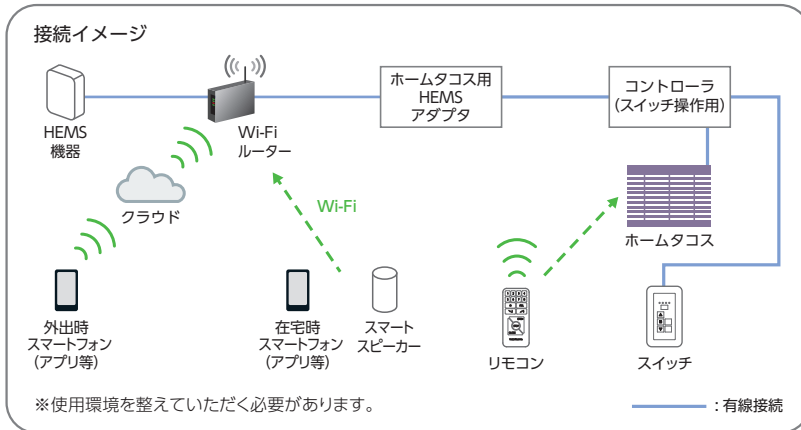 接続イメージ
HEMS
機器
Wi-Fi
ルーター
ホームタコス用
HEMS
アダプタ
コントローラ
(スイッチ操作用)
クラウド
Wi-Fi
ホームタコス
外出時
スマートフォン
(アプリ等)
在宅時
スマートフォン
(アプリ等)
スマート
スピーカー
リモコン
スイッチ
※使用環境を整えていただく必要があります。
：有線接続